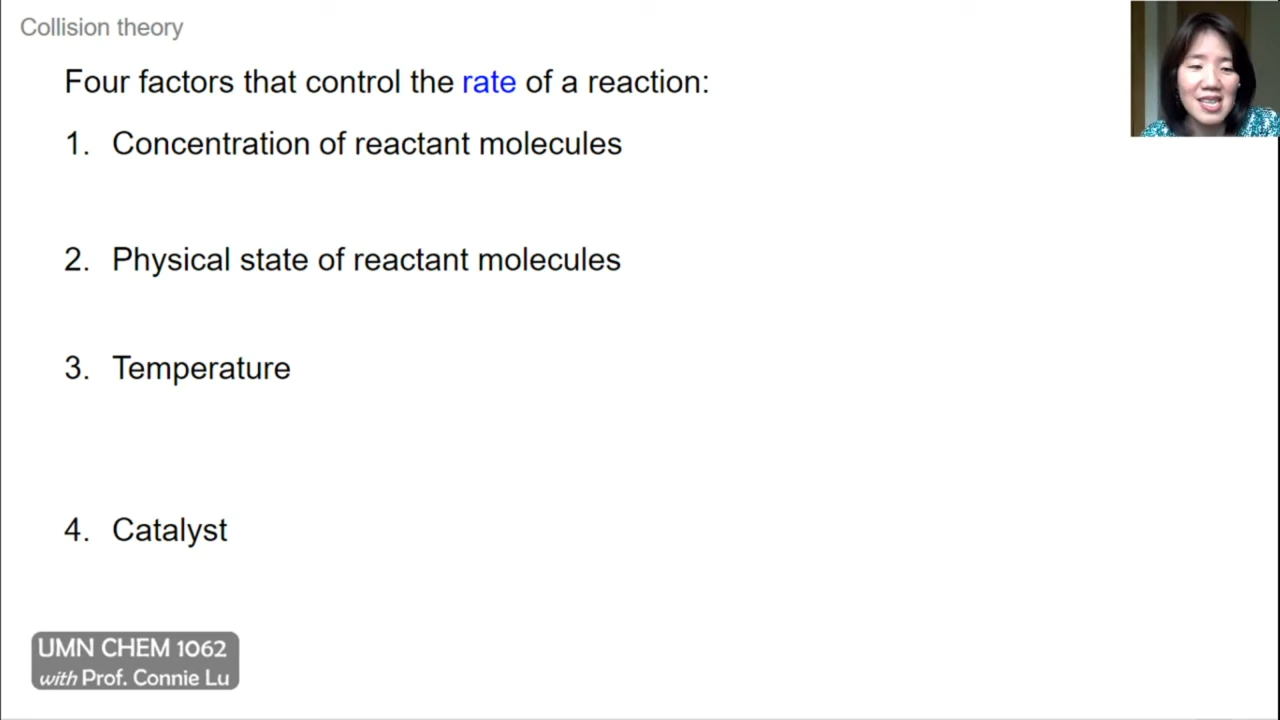 Collision theory
Four factors that control the rate of a reaction:
1. Concentration of reactant molecules
2. Physical state of reactant molecules
3. Temperature
4. Catalyst
UMN CHEM 1062
with Prof. Connie Lu